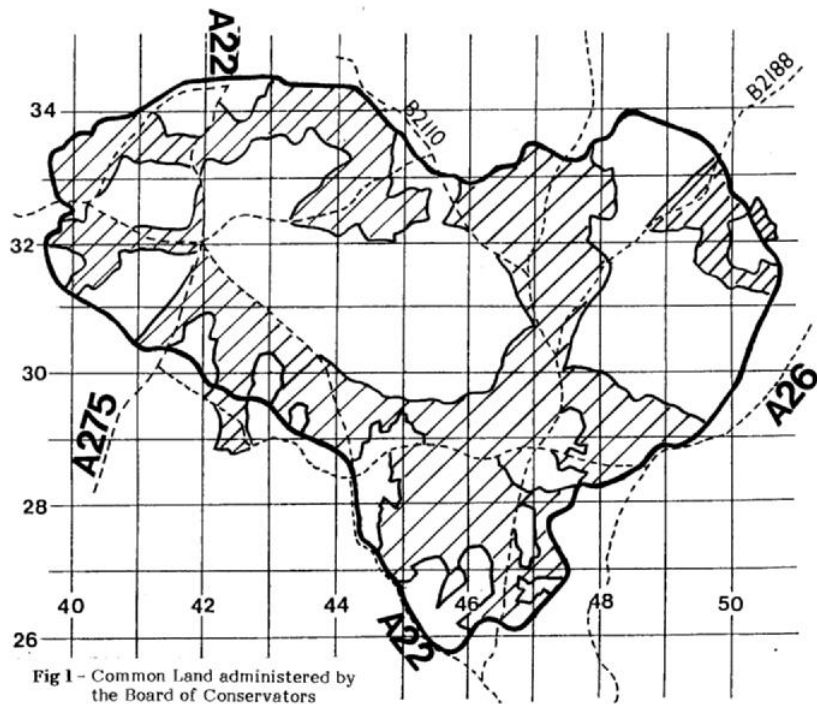 A22
B2188
34
B2110
32
30
A26
A275
28
40
42
44
46
48
50
26
A22
Fig 1 - Common Land administered by
the Board of Conservators